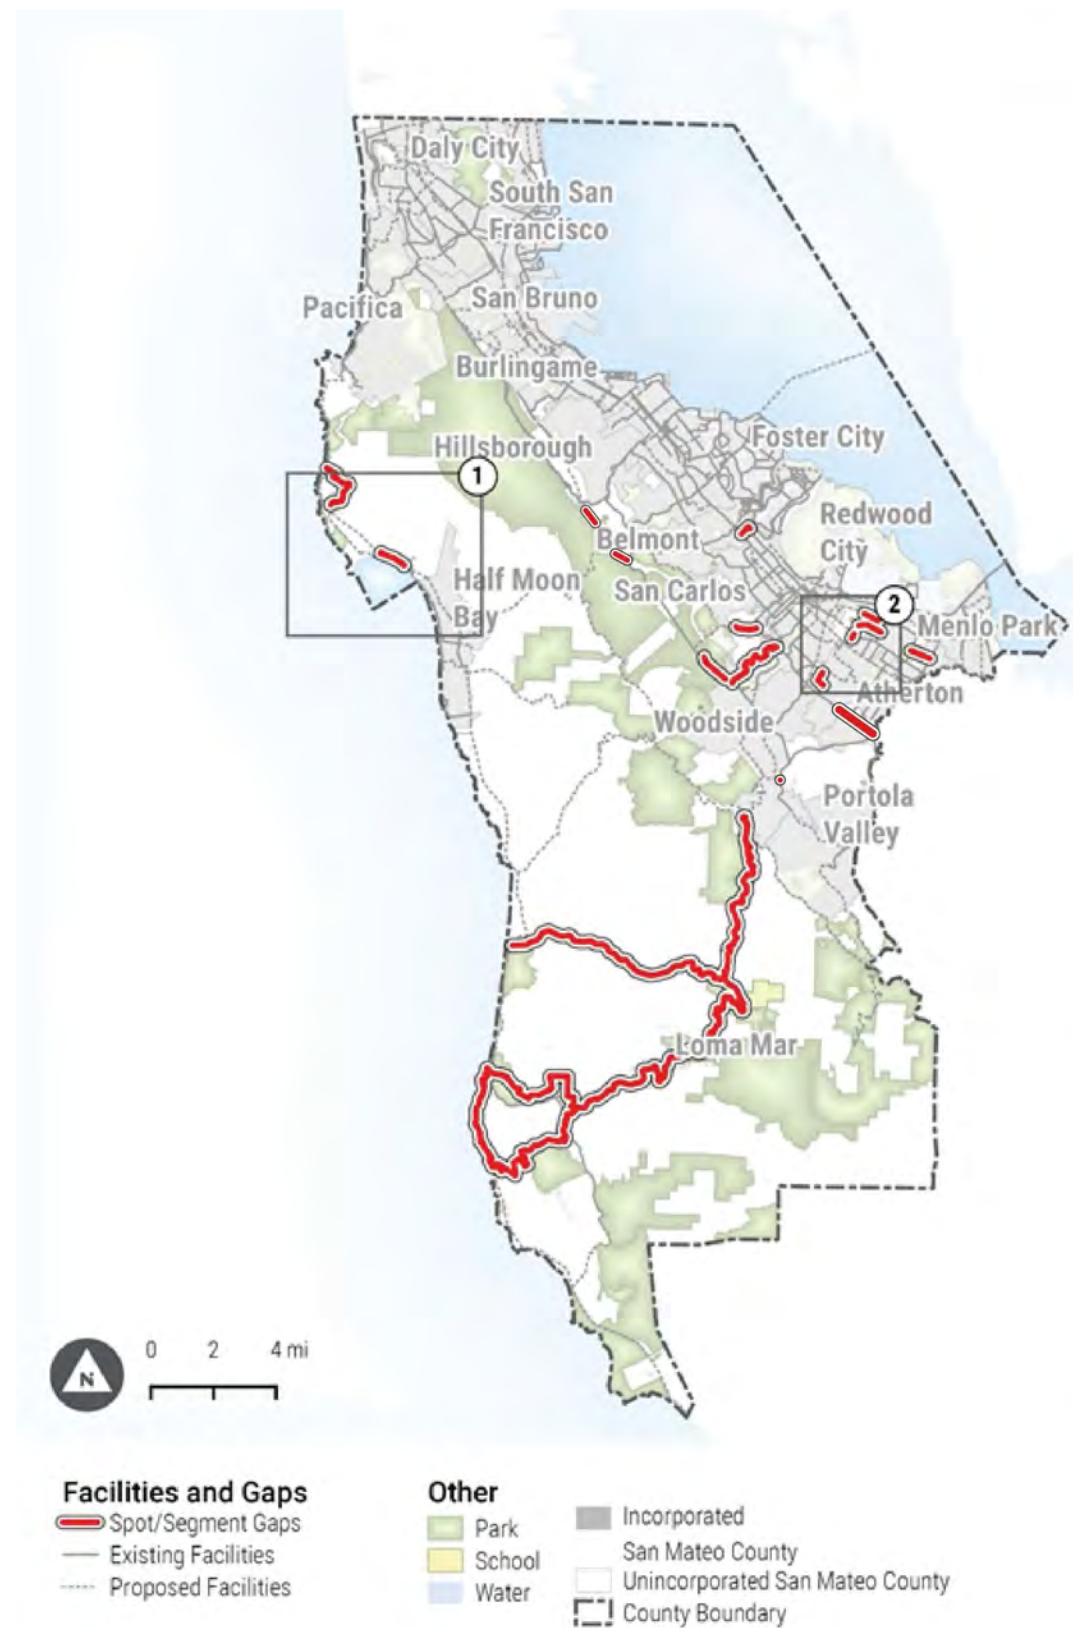 Daly City
South San
Francisco
San Bruno
Pacifica
Burlingame
Foster City
Hillsborough
1
Redwood
City
Belmont
Half Moon
Bay
San Carlos
2
Menlo Park
Atherton
Woodside
Portola
Valley
Loma Mar
N
0 2 4 mi
Facilities and Gaps
Spot/Segment Gaps
Existing Facilities
Proposed Facilities
Other
Park
School
Water
Incorporated
San Mateo County
Unincorporated San Mateo County
County Boundary